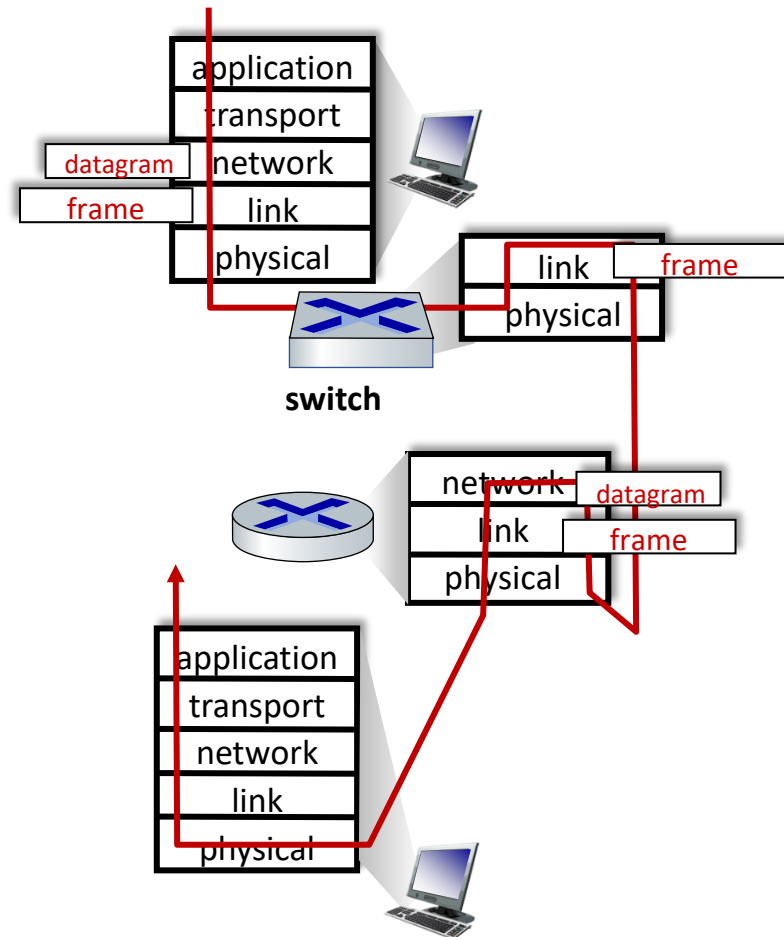 application
transport
datagram
network
frame
link
physical
link
frame
physical
switch
network
datagram
link
frame
physical
application
transport
network
link
physical